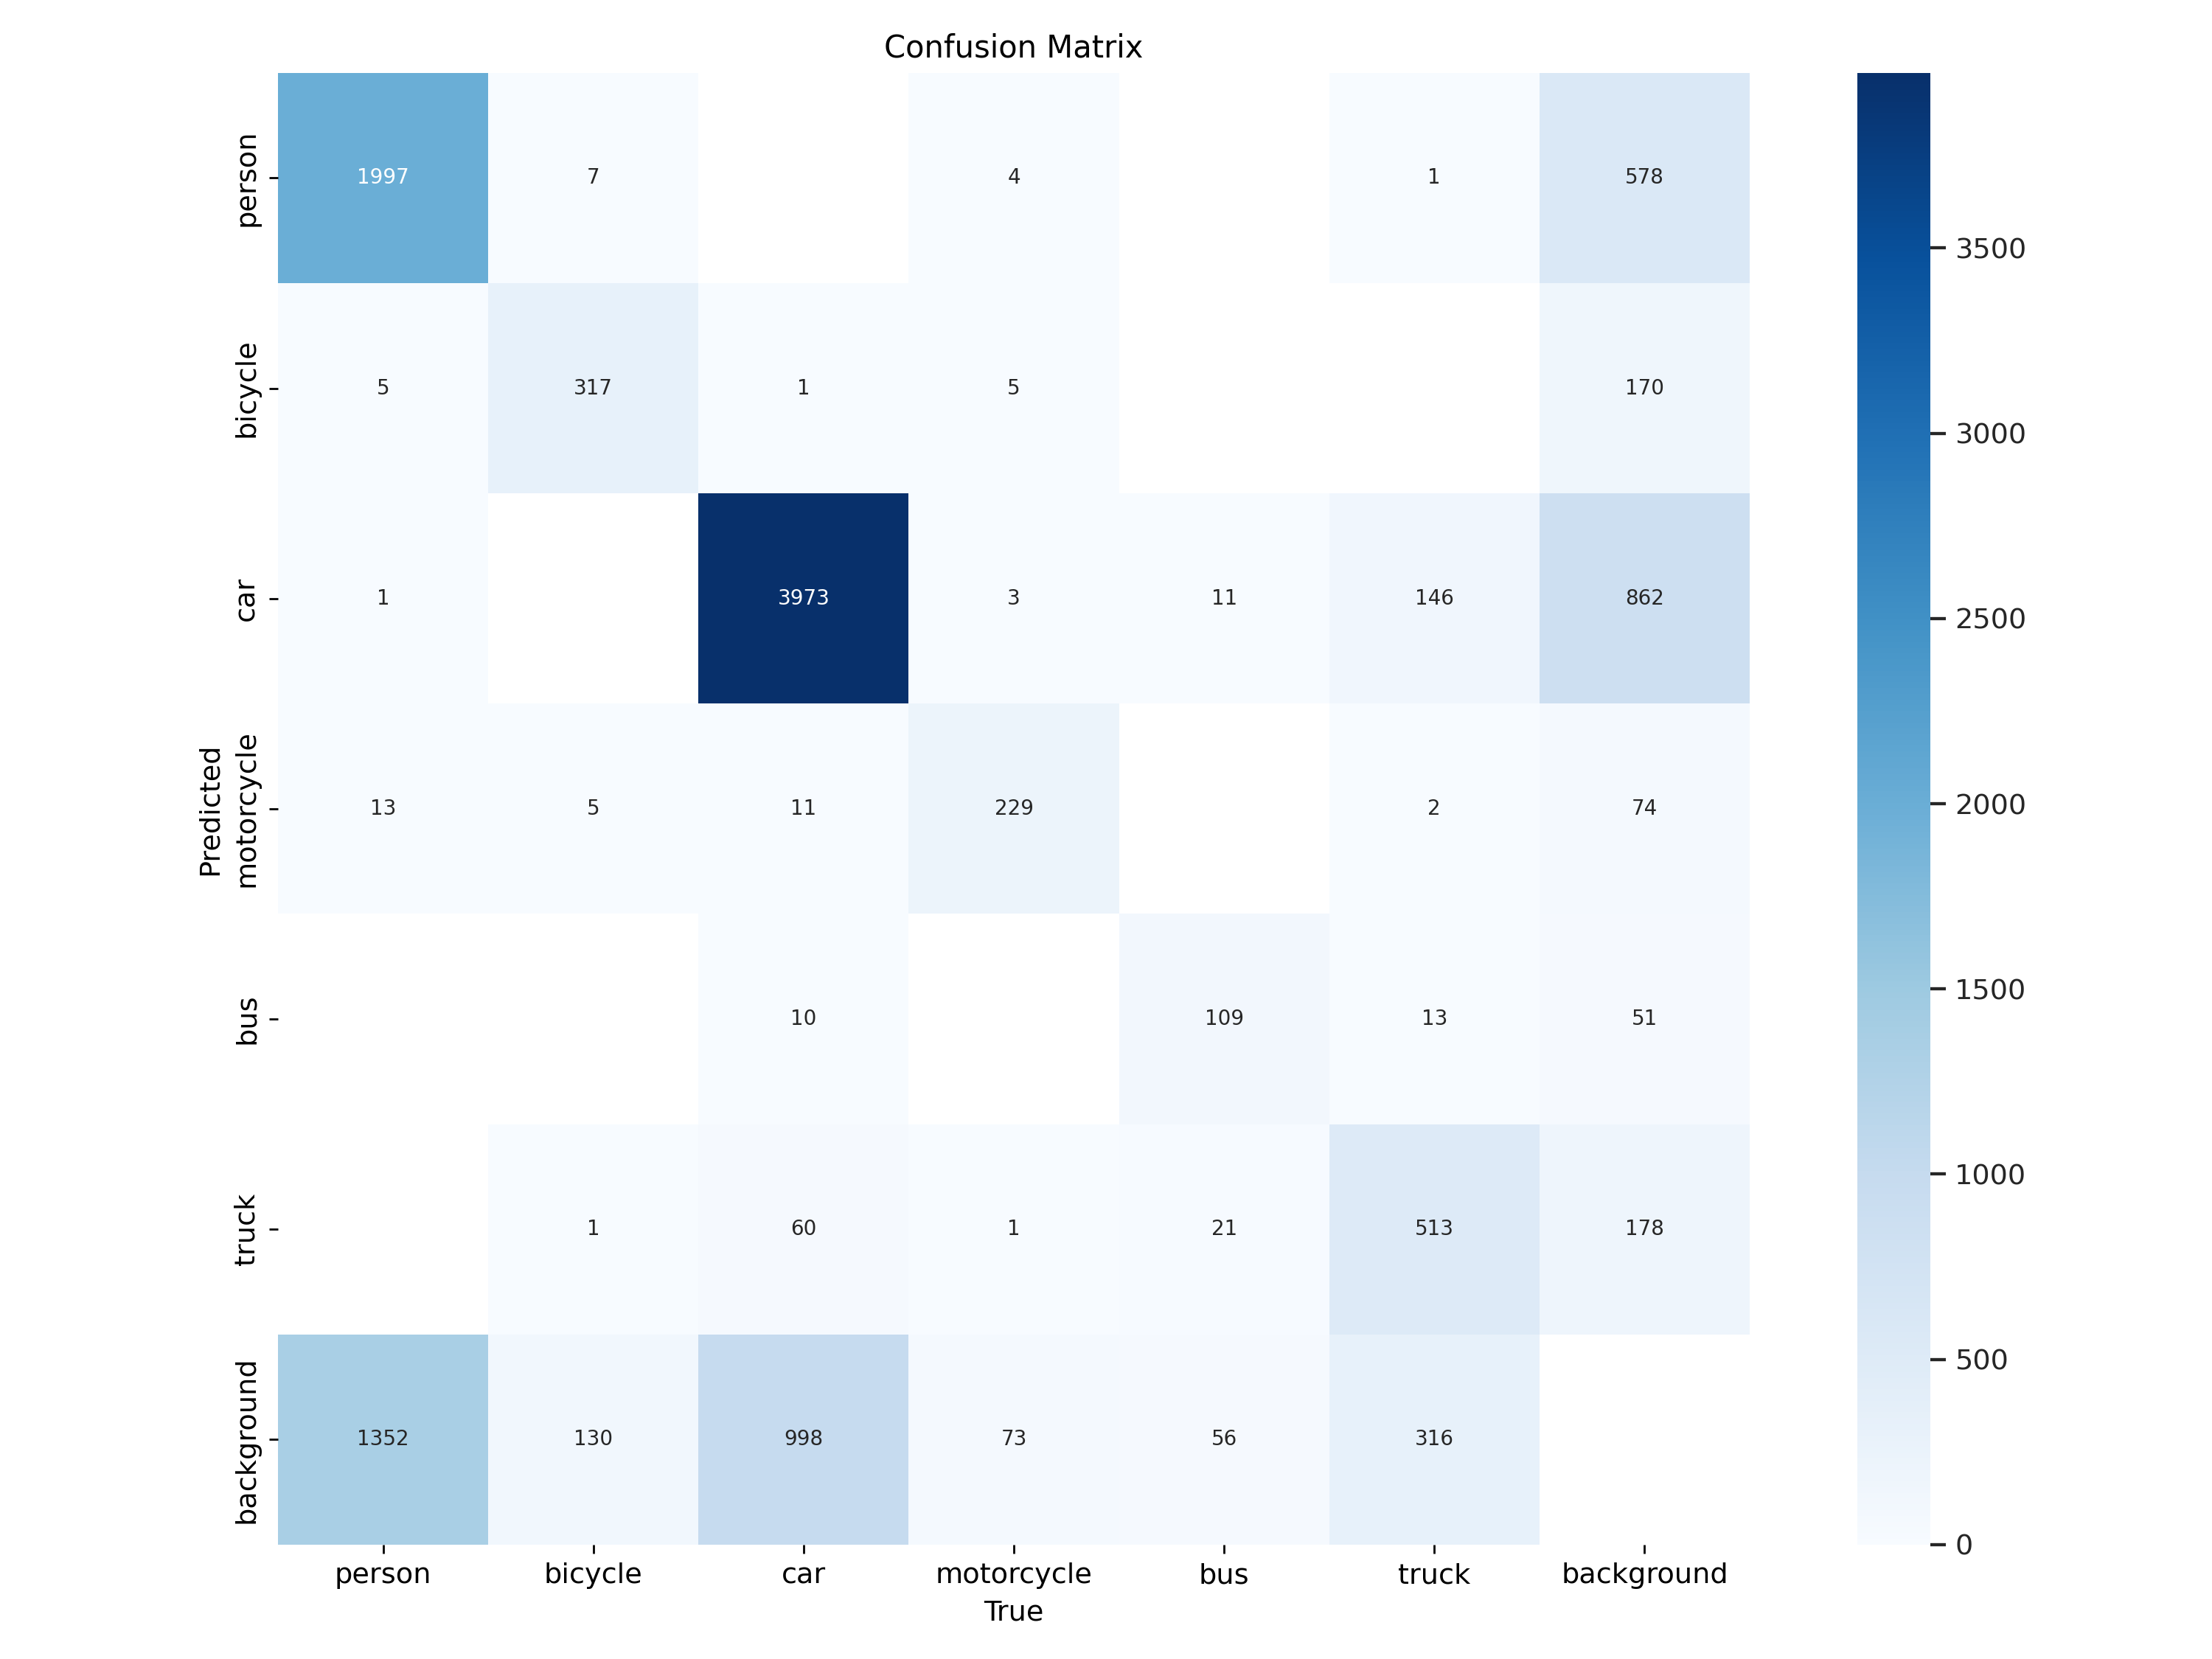 Confusion Matrix
person 1997 7 4 1 578
bicycle 5 317 1 5 170
car 1 3973 3 11 146 862
motorcycle 13 5 11 229 2 74
bus 10 109 13 51
truck 1 60 1 21 513 178
background 1352 130 998 73 56 316
Predicted
person bicycle car motorcycle bus truck background
True
3500
3000
2500
2000
1500
1000
500
0